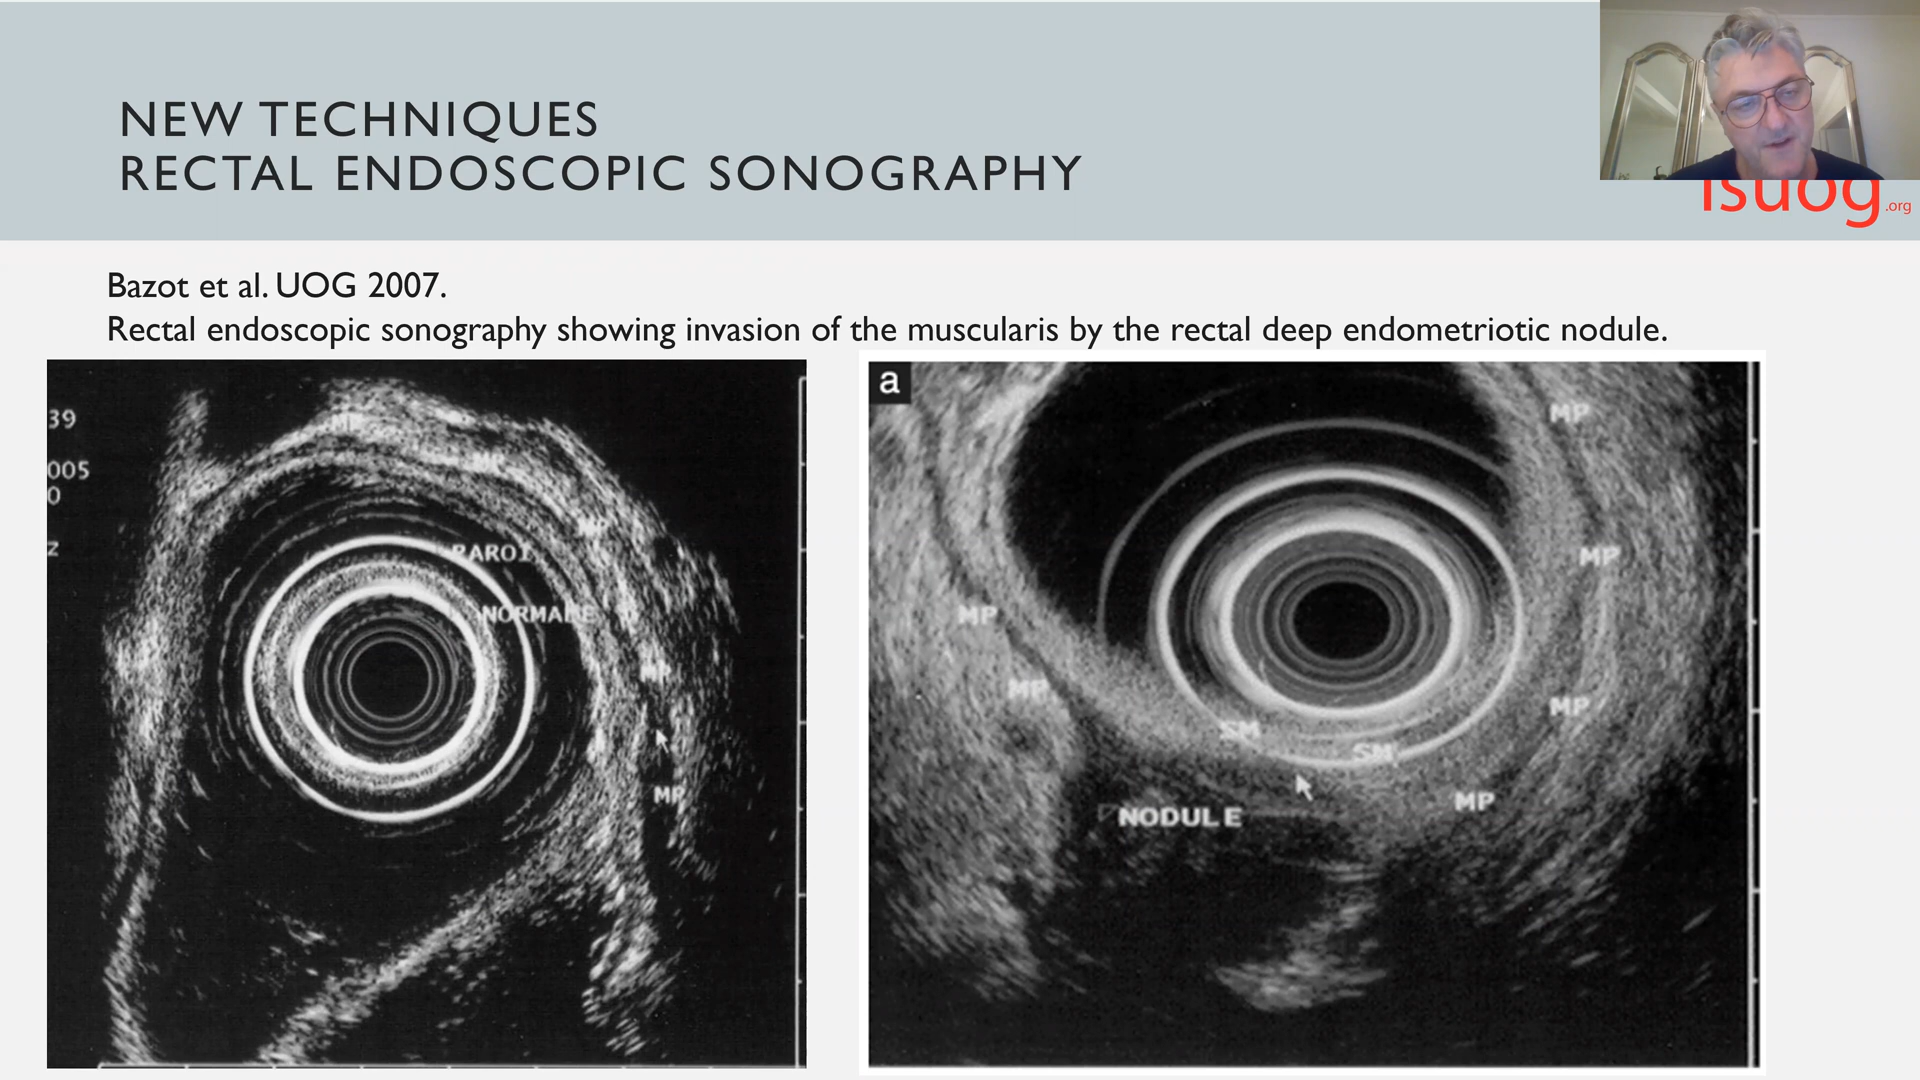 NEW TECHNIQUES
RECTAL ENDOSCOPIC SONOGRAPHY
isuog.org
Bazot et al. UOG 2007.
Rectal endoscopic sonography showing invasion of the muscularis by the rectal deep endometriotic nodule.
39
005
0
z
MP
MP
MP
PAROI
NORMALE
MP
MP
a
MP
MP
MP
MP
MP
SM
SM
MP
NODULE